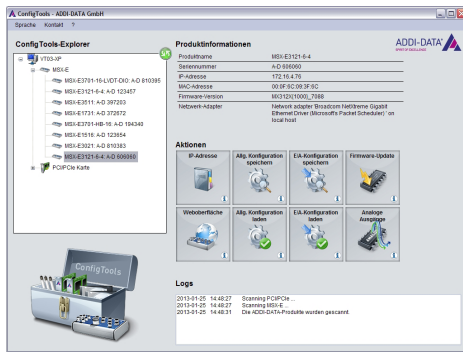 ConfigTools - ADDI-DATA GmbH
Sprache Kontakt ?
ConfigTools-Explorer
VT03-XP
MSX-E
MSX-E3701-16-LVDT-DIO: A-D 810395
MSX-E3121-6-4: A-D 123457
MSX-E3511: A-D 397203
MSX-E1731: A-D 372672
MSX-E3701-HB-16: A-D 194340
MSX-E1516: A-D 123654
MSX-E3021: A-D 810383
MSX-E3121-6-4: A-D 606060
PCI/PCIe Karte
ConfigTools
Produktinformationen
ADDI-DATA
SPIRIT OF EXCELLENCE
Produktname MSX-E3121-6-4
Seriennummer A-D 606060
IP-Adresse 172.16.4.76
MAC-Adresse 00:0F:6C:09:3F:6C
Firmware-Version MX312X(1000)_7088
Netzwerk-Adapter Network adapter 'Broadcom NetXtreme Gigabit
Ethernet Driver (Microsoft's Packet Scheduler) ' on
local host
Aktionen
IP-Adresse
Allg. Konfiguration
speichern
E/A-Konfiguration
speichern
Firmware-Update
Weboberfläche
Allg. Konfiguration
laden
E/A-Konfiguration
laden
Analoge
Ausgänge
Logs
2013-01-25 14:48:27 Scanning PCI/PCIe ...
2013-01-25 14:48:27 Scanning MSX-E ...
2013-01-25 14:48:31 Die ADDI-DATA-Produkte wurden gescannt.